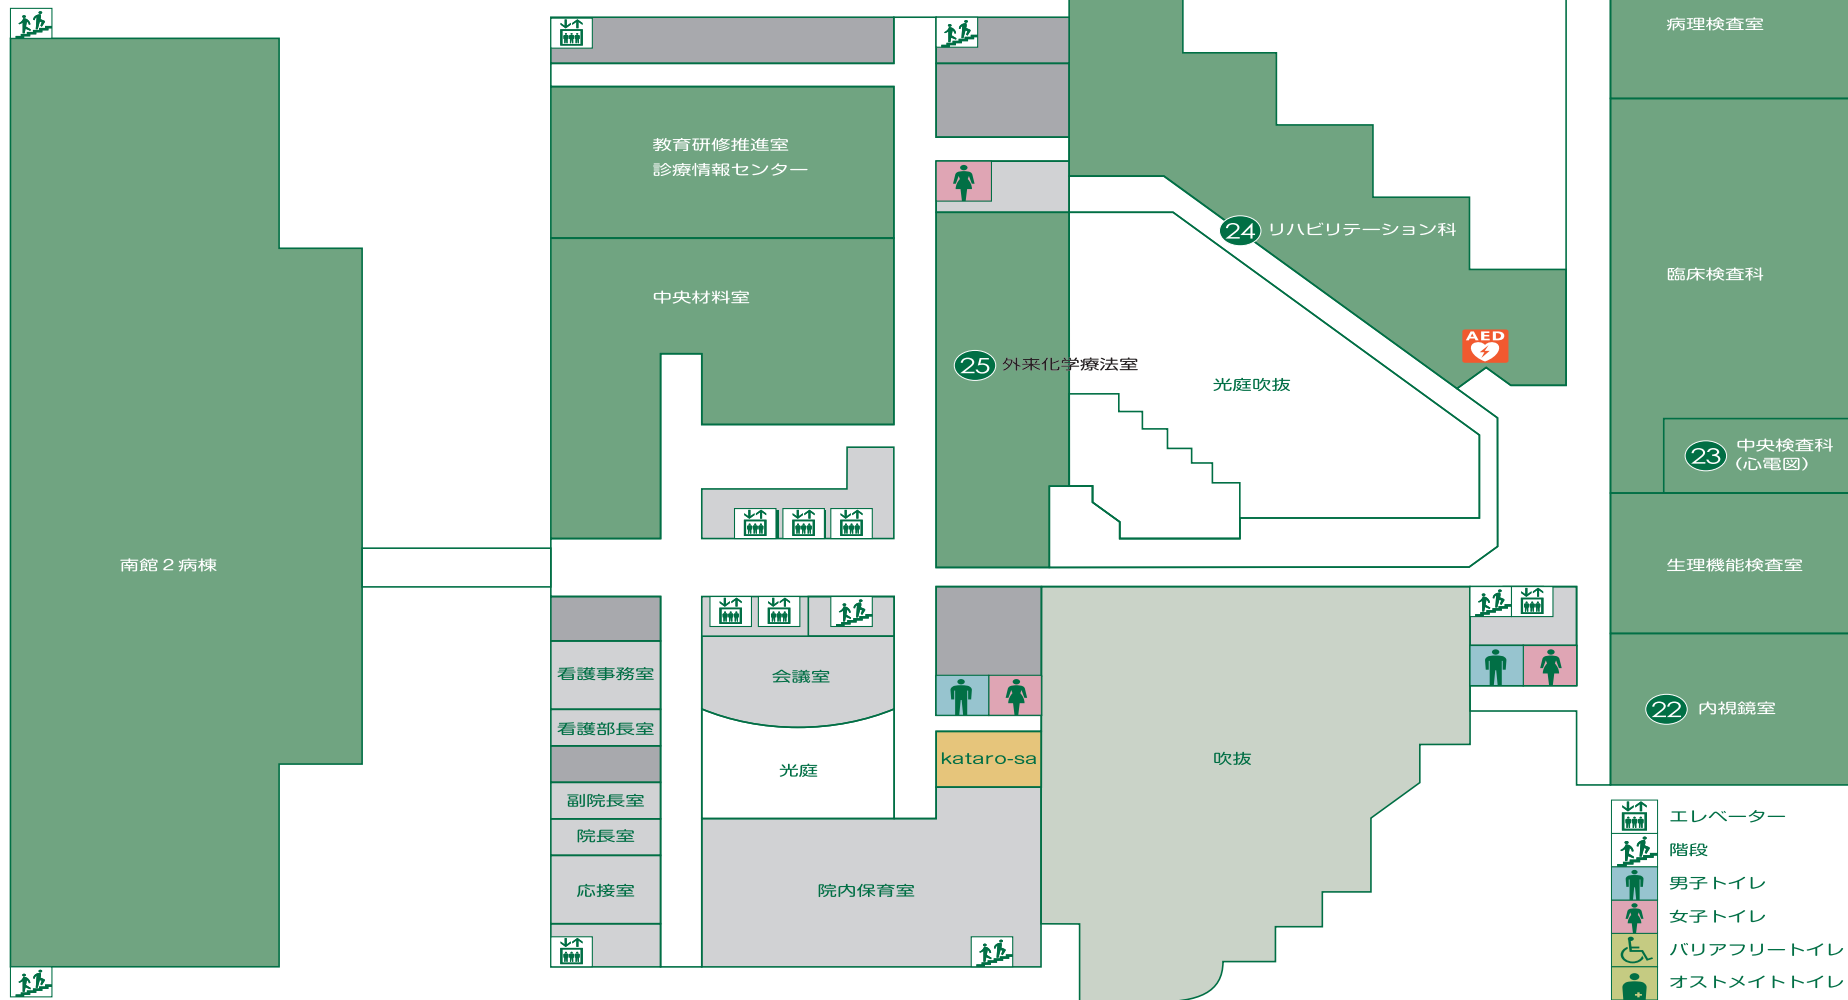 病理検査室
教育研修推進室
診療情報センター
24 リハビリテーション科
臨床検査科
中央材料室
AED
25 外来化学療法室
光庭吹抜
23 中央検査科
(心電図)
南館2病棟
生理機能検査室
看護事務室
会議室
22 内視鏡室
看護部長室
kataro-sa
吹抜
光庭
副院長室
院長室
応接室
院内保育室
エレベーター
階段
男子トイレ
女子トイレ
バリアフリートイレ
オストメイトトイレ